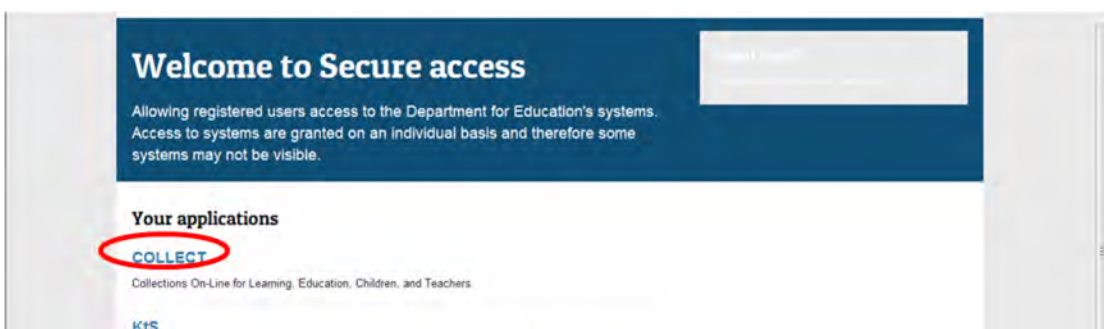 Welcome to Secure access
Allowing registered users access to the Department for Education's systems.
Access to systems are granted on an individual basis and therefore some
systems may not be visible.
Your applications
COLLECT
Collections On-Line for Learning, Education, Children, and Teachers
KtS